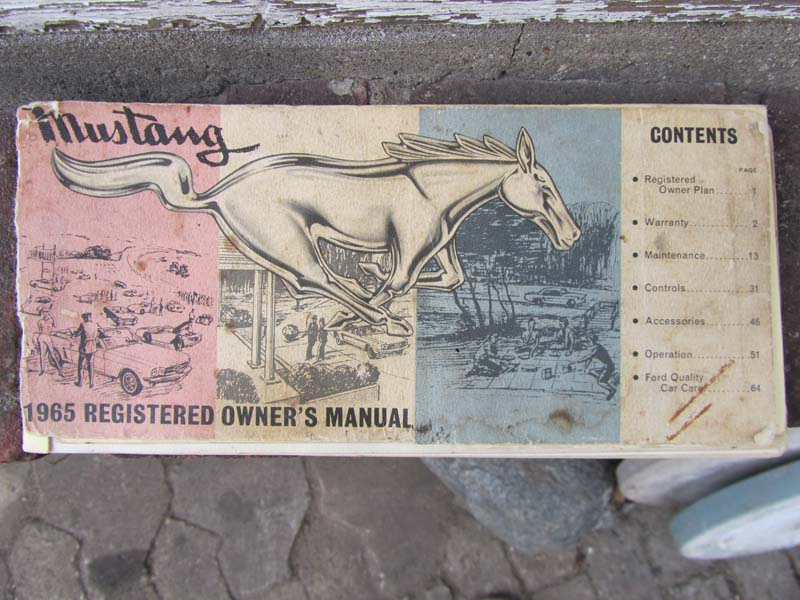 Mustang
1965 REGISTERED OWNER'S MANUAL
CONTENTS
PAGE
• Registered
Owner Plan........1
• Warranty...............2
• Maintenance..........13
• Controls...............31
• Accessories...........46
• Operation..............51
• Ford Quality
Car Care...........64